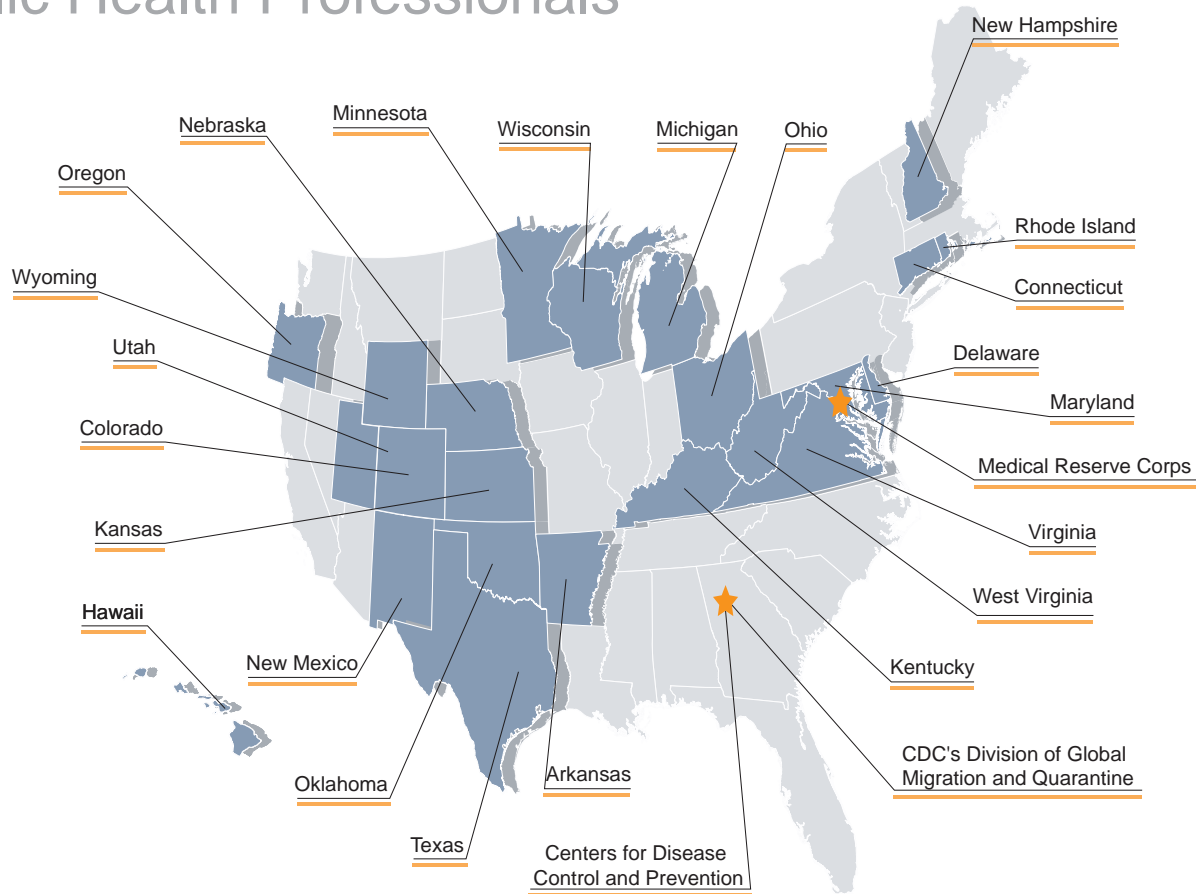 Health Professionals
New Hampshire
Minnesota
Nebraska
Wisconsin
Michigan
Ohio
Oregon
Rhode Island
Wyoming
Connecticut
Utah
Delaware
Maryland
Colorado
Medical Reserve Corps
Kansas
Virginia
West Virginia
Hawaii
New Mexico
Kentucky
CDC's Division of Global
Migration and Quarantine
Oklahoma
Arkansas
Texas
Centers for Disease
Control and Prevention